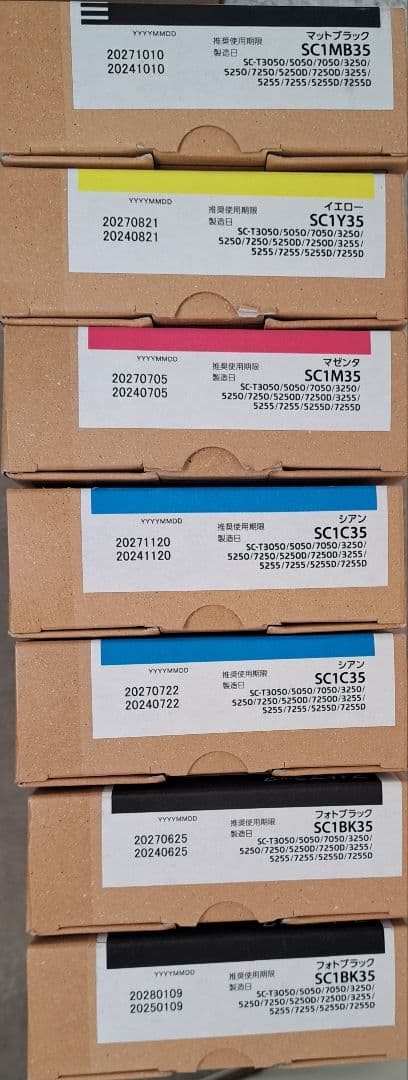 マットブラック
YYYYMMDD 推奨使用期限 SC1MB35
20271010 製造日
20241010 SC-T3050/5050/7050/3250/
5250/7250/5250D/7250D/3255/
5255/7255/5255D/7255D
イエロー
YYYYMMDD 推奨使用期限 SC1Y35
20270821 製造日
20240821 SC-T3050/5050/7050/3250/
5250/7250/5250D/7250D/3255/
5255/7255/5255D/7255D
マゼンタ
YYYYMMDD 推奨使用期限 SC1M35
20270705 製造日
20240705 SC-T3050/5050/7050/3250/
5250/7250/5250D/7250D/3255/
5255/7255/5255D/7255D
シアン
YYYYMMDD 推奨使用期限 SC1C35
20271120 製造日
20241120 SC-T3050/5050/7050/3250/
5250/7250/5250D/7250D/3255/
5255/7255/5255D/7255D
シアン
YYYYMMDD 推奨使用期限 SC1C35
20270722 製造日
20240722 SC-T3050/5050/7050/3250/
5250/7250/5250D/7250D/3255/
5255/7255/5255D/7255D
フォトブラック
YYYYMMDD 推奨使用期限 SC1BK35
20270625 製造日
20240625 SC-T3050/5050/7050/3250/
5250/7250/5250D/7250D/3255/
5255/7255/5255D/7255D
フォトブラック
YYYYMMDD 推奨使用期限 SC1BK35
20280109 製造日
20250109 SC-T3050/5050/7050/3250/
5250/7250/5250D/7250D/3255/
5255/7255/5255D/7255D